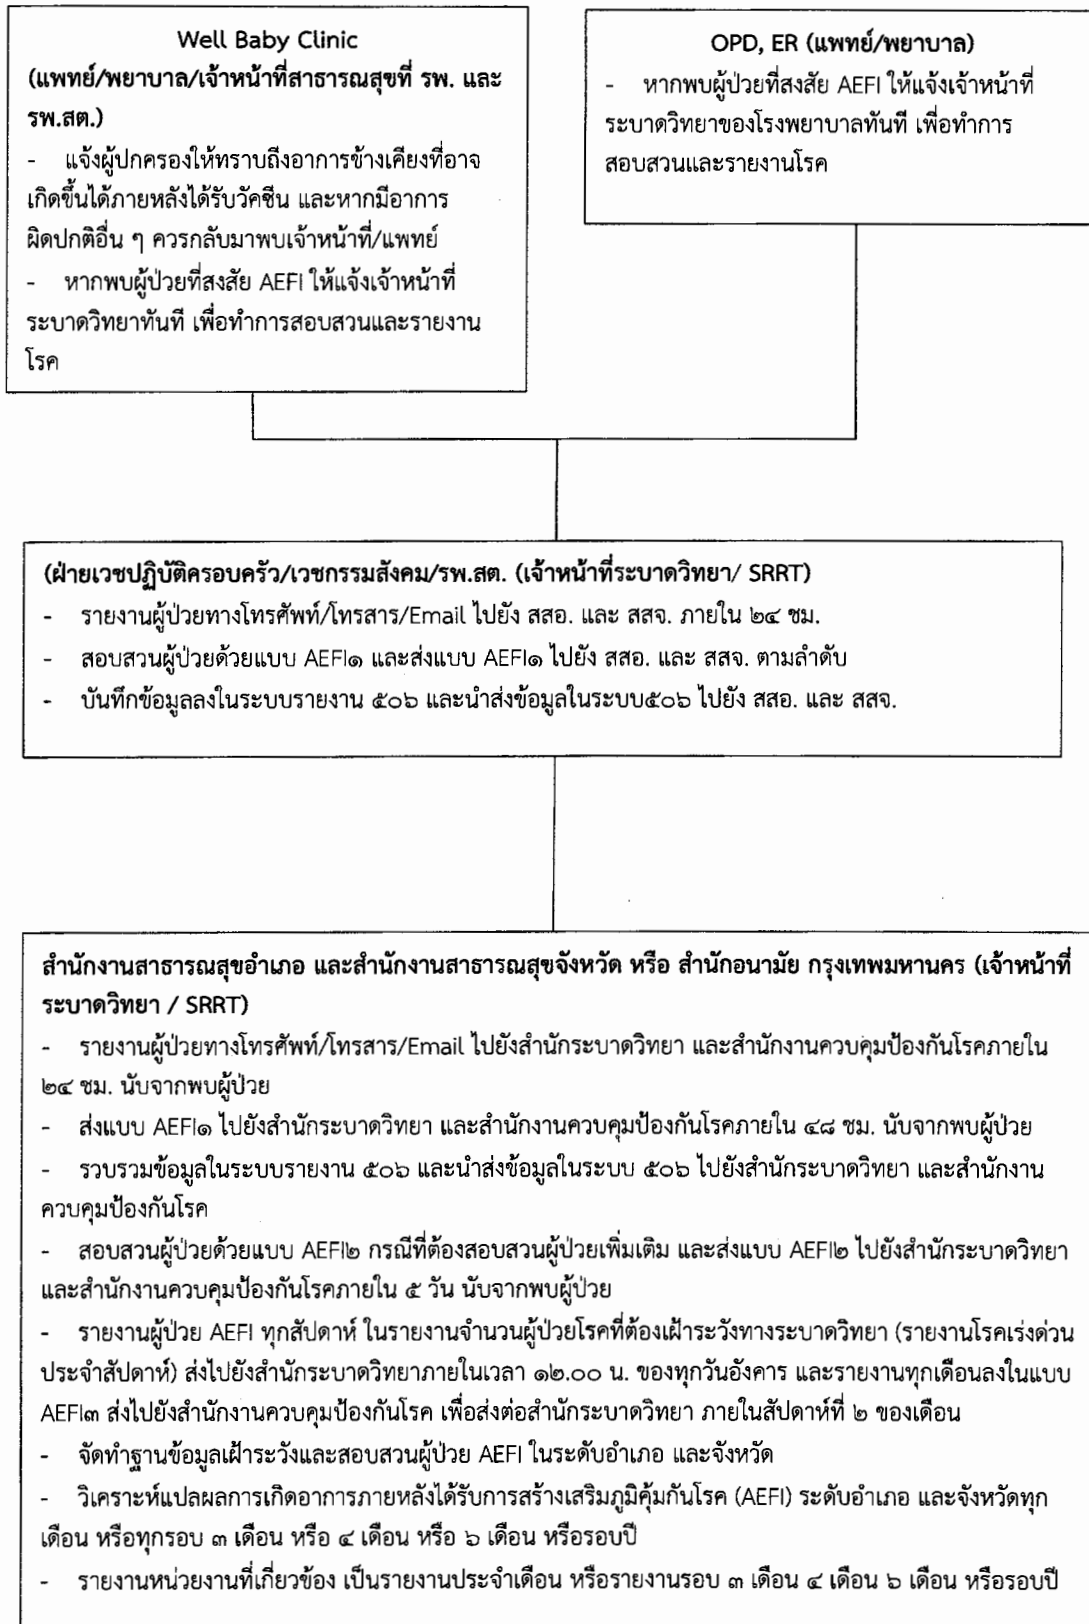 Well Baby Clinic
(แพทย์/พยาบาล/เจ้าหน้าที่สาธารณสุขที่ รพ. และ
รพ.สต.)
- แจ้งผู้ปกครองให้ทราบถึงอาการข้างเคียงที่อาจ
เกิดขึ้นได้ภายหลังได้รับวัคซีน และหากมีอาการ
ผิดปกติอื่น ๆ ควรกลับมาพบเจ้าหน้าที่/แพทย์
- หากพบผู้ป่วยที่สงสัย AEFI ให้แจ้งเจ้าหน้าที่
ระบาดวิทยาทันที เพื่อทำการสอบสวนและรายงาน
โรค
OPD, ER (แพทย์/พยาบาล)
- หากพบผู้ป่วยที่สงสัย AEFI ให้แจ้งเจ้าหน้าที่
ระบาดวิทยาของโรงพยาบาลทันที เพื่อทำการ
สอบสวนและรายงานโรค
(ฝ่ายเวชปฏิบัติครอบครัว/เวชกรรมสังคม/รพ.สต. (เจ้าหน้าที่ระบาดวิทยา/ SRRT)
- รายงานผู้ป่วยทางโทรศัพท์/โทรสาร/Email ไปยัง สสอ. และ สสจ. ภายใน ๒๔ ชม.
- สอบสวนผู้ป่วยด้วยแบบ AEFI๑ และส่งแบบ AEFI๑ ไปยัง สสอ. และ สสจ. ตามลำดับ
- บันทึกข้อมูลลงในระบบรายงาน ๕๐๖ และนำส่งข้อมูลในระบบ๕๐๖ ไปยัง สสอ. และ สสจ.
สำนักงานสาธารณสุขอำเภอ และสำนักงานสาธารณสุขจังหวัด หรือ สำนักอนามัย กรุงเทพมหานคร (เจ้าหน้าที่
ระบาดวิทยา / SRRT)
- รายงานผู้ป่วยทางโทรศัพท์/โทรสาร/Email ไปยังสำนักระบาดวิทยา และสำนักงานควบคุมป้องกันโรคภายใน
๒๔ ชม. นับจากพบผู้ป่วย
- ส่งแบบ AEFI๑ ไปยังสำนักระบาดวิทยา และสำนักงานควบคุมป้องกันโรคภายใน ๔๘ ชม. นับจากพบผู้ป่วย
- รวบรวมข้อมูลในระบบรายงาน ๕๐๖ และนำส่งข้อมูลในระบบ ๕๐๖ ไปยังสำนักระบาดวิทยา และสำนักงาน
ควบคุมป้องกันโรค
- สอบสวนผู้ป่วยด้วยแบบ AEFI๒ กรณีที่ต้องสอบสวนผู้ป่วยเพิ่มเติม และส่งแบบ AEFI๒ ไปยังสำนักระบาดวิทยา
และสำนักงานควบคุมป้องกันโรคภายใน ๕ วัน นับจากพบผู้ป่วย
- รายงานผู้ป่วย AEFI ทุกสัปดาห์ ในรายงานจำนวนผู้ป่วยโรคที่ต้องเฝ้าระวังทางระบาดวิทยา (รายงานโรคเร่งด่วน
ประจำสัปดาห์) ส่งไปยังสำนักระบาดวิทยาภายในเวลา ๑๒.๐๐ น. ของทุกวันอังคาร และรายงานทุกเดือนลงในแบบ
AEFI๓ ส่งไปยังสำนักงานควบคุมป้องกันโรค เพื่อส่งต่อสำนักระบาดวิทยา ภายในสัปดาห์ที่ ๒ ของเดือน
- จัดทำฐานข้อมูลเฝ้าระวังและสอบสวนผู้ป่วย AEFI ในระดับอำเภอ และจังหวัด
- วิเคราะห์แปลผลการเกิดอาการภายหลังได้รับการสร้างเสริมภูมิคุ้มกันโรค (AEFI) ระดับอำเภอ และจังหวัดทุก
เดือน หรือทุกรอบ ๓ เดือน หรือ ๔ เดือน หรือ ๖ เดือน หรือรอบปี
- รายงานหน่วยงานที่เกี่ยวข้อง เป็นรายงานประจำเดือน หรือรายงานรอบ ๓ เดือน ๔ เดือน ๖ เดือน หรือรอบปี